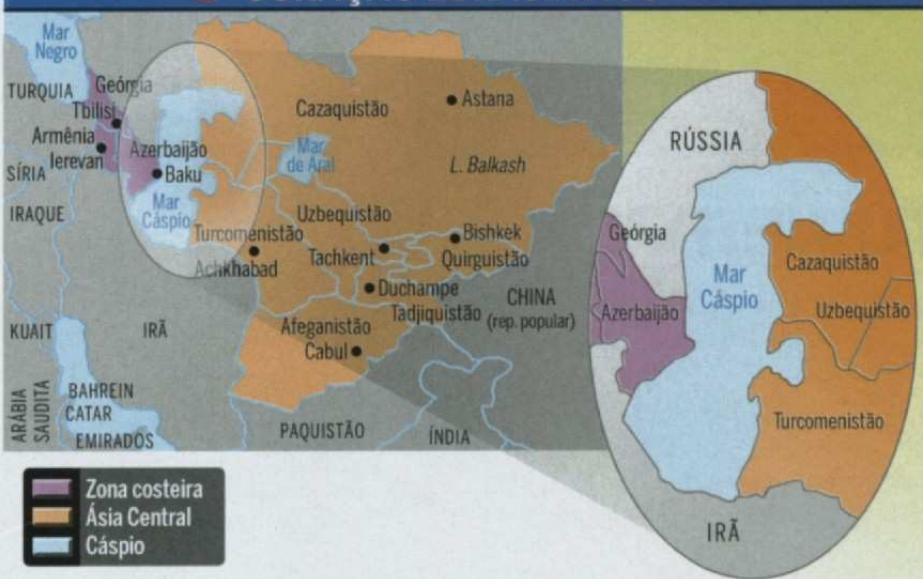 Mar
Negro
TURQUIA
Geórgia
Tbilisi
Armênia
Ierevan
SÍRIA
Azerbaijão
Baku
IRAQUE
Mar
Cáspio
Cazaquistão
Astana
Mar
de Aral
L. Balkash
Uzbequistão
Turcomenistão
Achkhabad
Tachkent
Bishkek
Quirguistão
Duchampe
Tadjiquistão
CHINA
(rep. popular)
KUAIT
IRÃ
Afeganistão
Cabul
ARÁBIA
SAUDITA
BAHREIN
CATAR
EMIRADOS
PAQUISTÃO
ÍNDIA
RÚSSIA
Geórgia
Azerbaijão
Mar
Cáspio
Cazaquistão
Uzbequistão
Turcomenistão
IRÃ
Zona costeira
Ásia Central
Cáspio